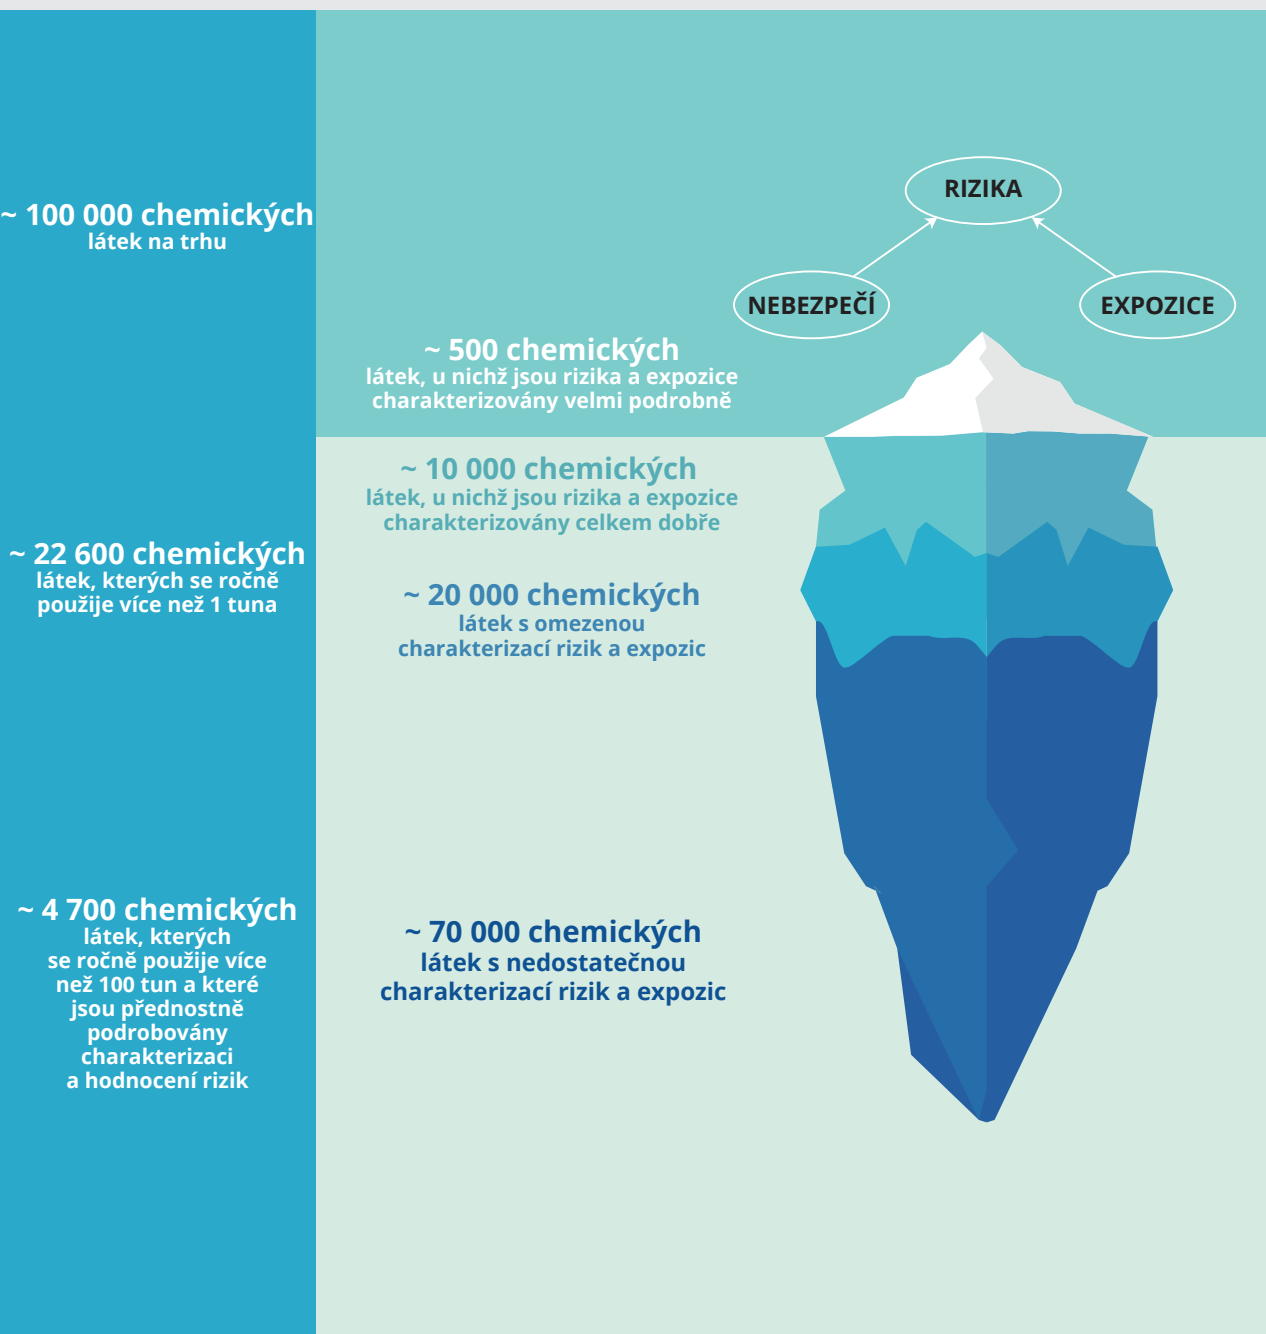 ~ 100 000 chemických
látek na trhu
~ 22 600 chemických
látek, kterých se ročně
použije více než 1 tuna
~ 4 700 chemických
látek, kterých
se ročně použije více
než 100 tun a které
jsou přednostně
podrobovány
charakterizaci
a hodnocení rizik
RIZIKA
NEBEZPEČÍ
EXPOZICE
~ 500 chemických
látek, u nichž jsou rizika a expozice
charakterizovány velmi podrobně
~ 10 000 chemických
látek, u nichž jsou rizika a expozice
charakterizovány celkem dobře
~ 20 000 chemických
látek s omezenou
charakterizací rizik a expozic
~ 70 000 chemických
látek s nedostatečnou
charakterizací rizik a expozic